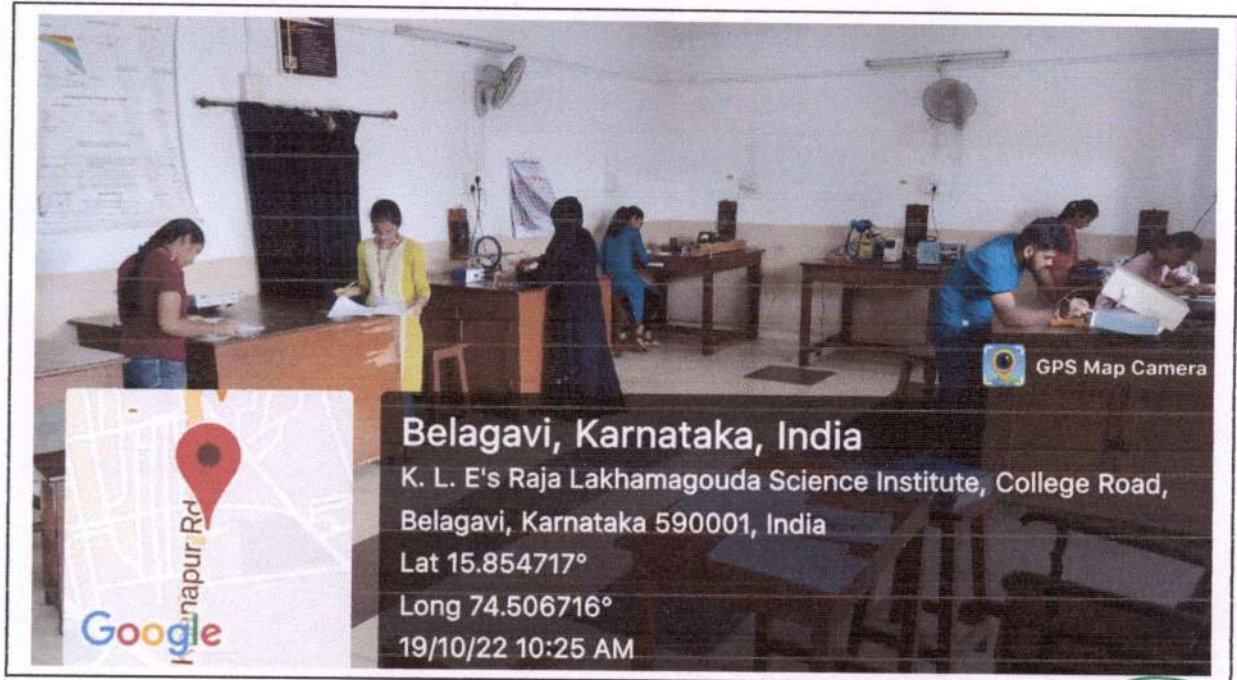 GPS Map Camera
Belagavi, Karnataka, India
K. L. E's Raja Lakhamagouda Science Institute, College Road,
Belagavi, Karnataka 590001, India
Lat 15.854717°
Long 74.506716°
19/10/22 10:25 AM
Google